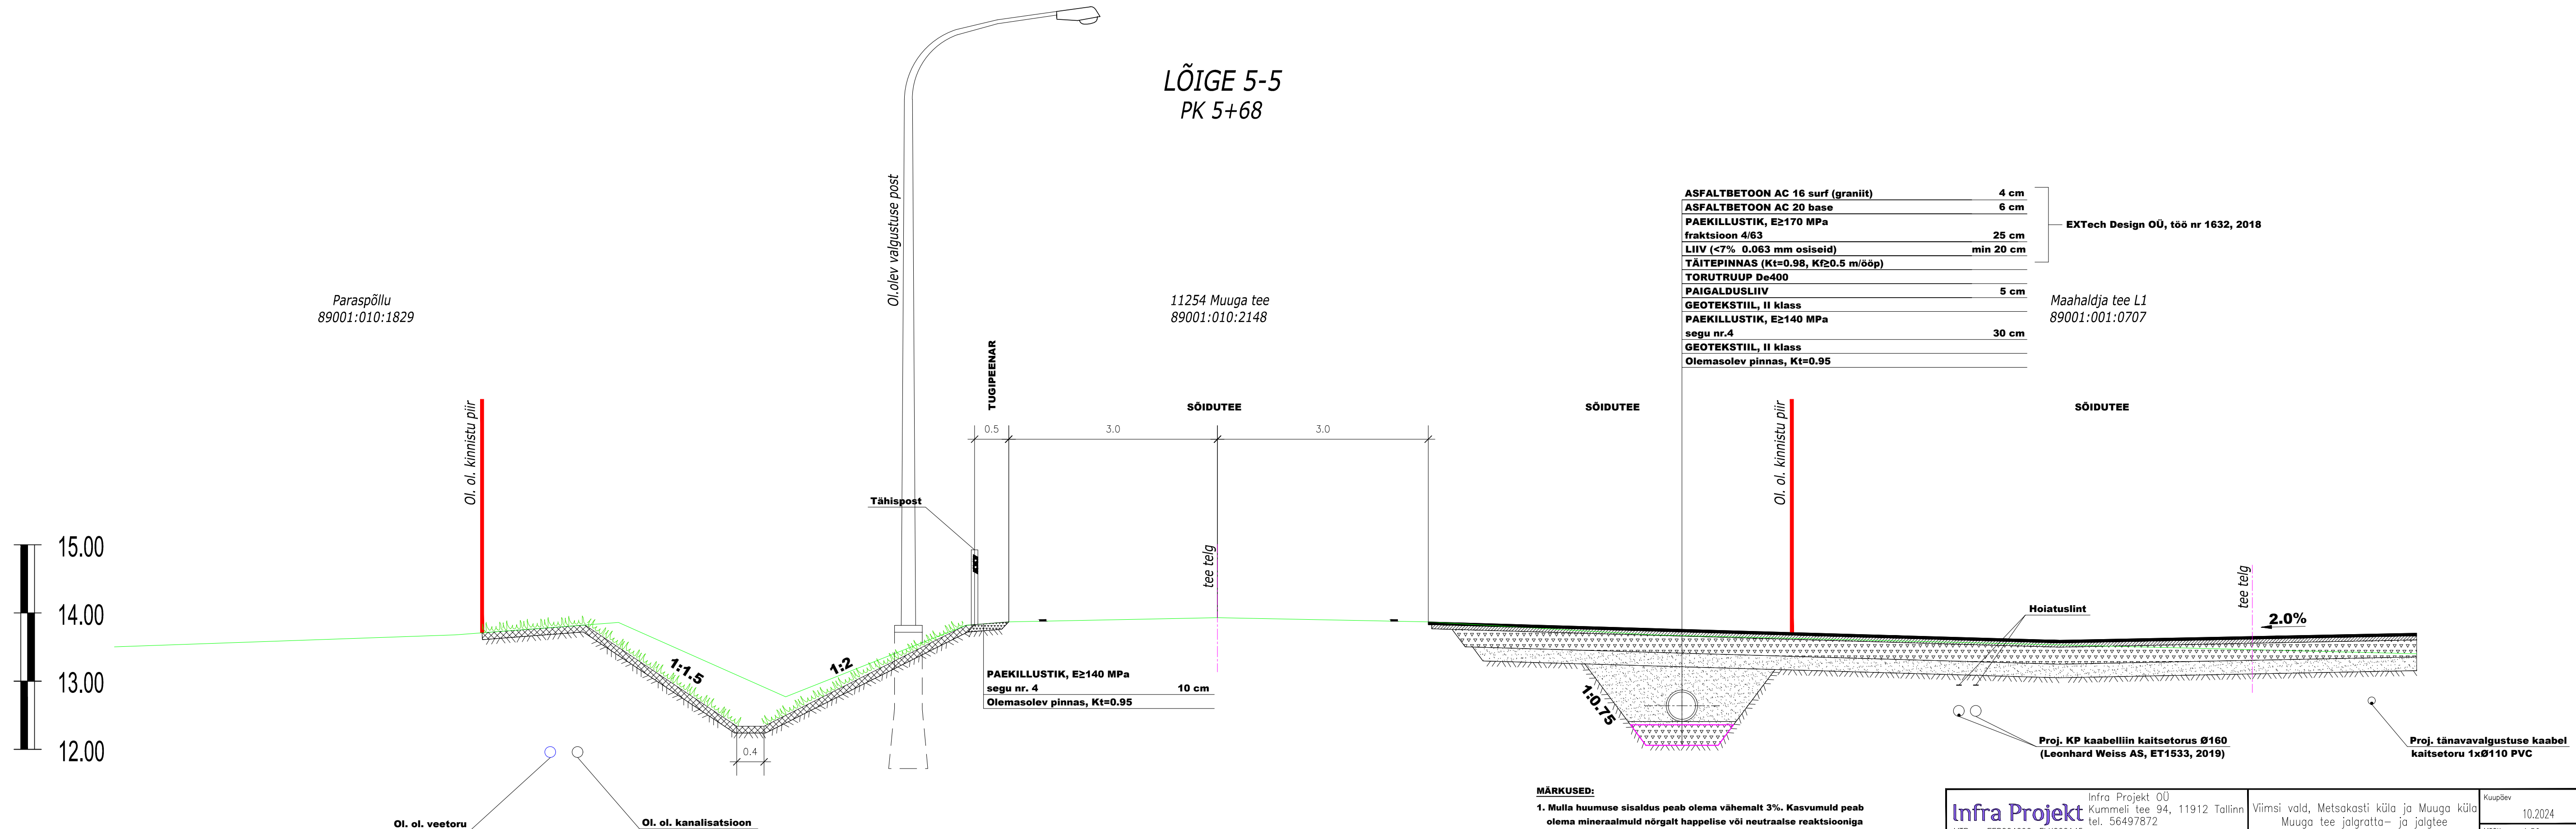 LÕIGE 5-5
PK 5+68
Ol.olev valgustuse post
ASFALTBETOON AC 16 surf (graniit) 4 cm
ASFALTBETOON AC 20 base 6 cm
PAEKILLUSTIK, E≥170 MPa
fraktsioon 4/63 25 cm
LIIV (<7% 0.063 mm osiseid) min 20 cm
TÄITEPINNAS (Kt=0.98, Kf≥0.5 m/ööp)
TORUTRUUP De400
PAIGALDUSLIIV 5 cm
GEOTEKSTIIL, II klass
PAEKILLUSTIK, E≥140 MPa
segu nr.4 30 cm
GEOTEKSTIIL, II klass
Olemasolev pinnas, Kt=0.95
EXTech Design OÜ, töö nr 1632, 2018
Paraspõllu
89001:010:1829
11254 Muuga tee
89001:010:2148
Maahaldja tee L1
89001:001:0707
TUGIPEENAR
SÕIDUTEE
SÕIDUTEE
SÕIDUTEE
Ol. ol. kinnistu piir
Ol. ol. kinnistu piir
0.5
3.0
3.0
Tähispost
tee telg
tee telg
15.00
14.00
13.00
12.00
1:1.5
1:2
0.4
PAEKILLUSTIK, E≥140 MPa
segu nr. 4 10 cm
Olemasolev pinnas, Kt=0.95
1:0.75
Hoiatuslint
2.0%
Proj. KP kaabelliin kaitsetorus Ø160
(Leonhard Weiss AS, ET1533, 2019)
Proj. tänavavalgustuse kaabel
kaitsetoru 1xØ110 PVC
Ol. ol. veetoru
Ol. ol. kanalisatsioon
MÄRKUSED:
1. Mulla huumuse sisaldus peab olema vähemalt 3%. Kasvumuld peab
olema mineraalmuld nõrgalt happelise või neutraalse reaktsiooniga
Infra Projekt
Infra Projekt OÜ
Kummeli tee 94, 11912 Tallinn
tel. 56497872
Viimsi vald, Metsakasti küla ja Muuga küla
Muuga tee jalgratta- ja jalgtee
Kuupäev
10.2024